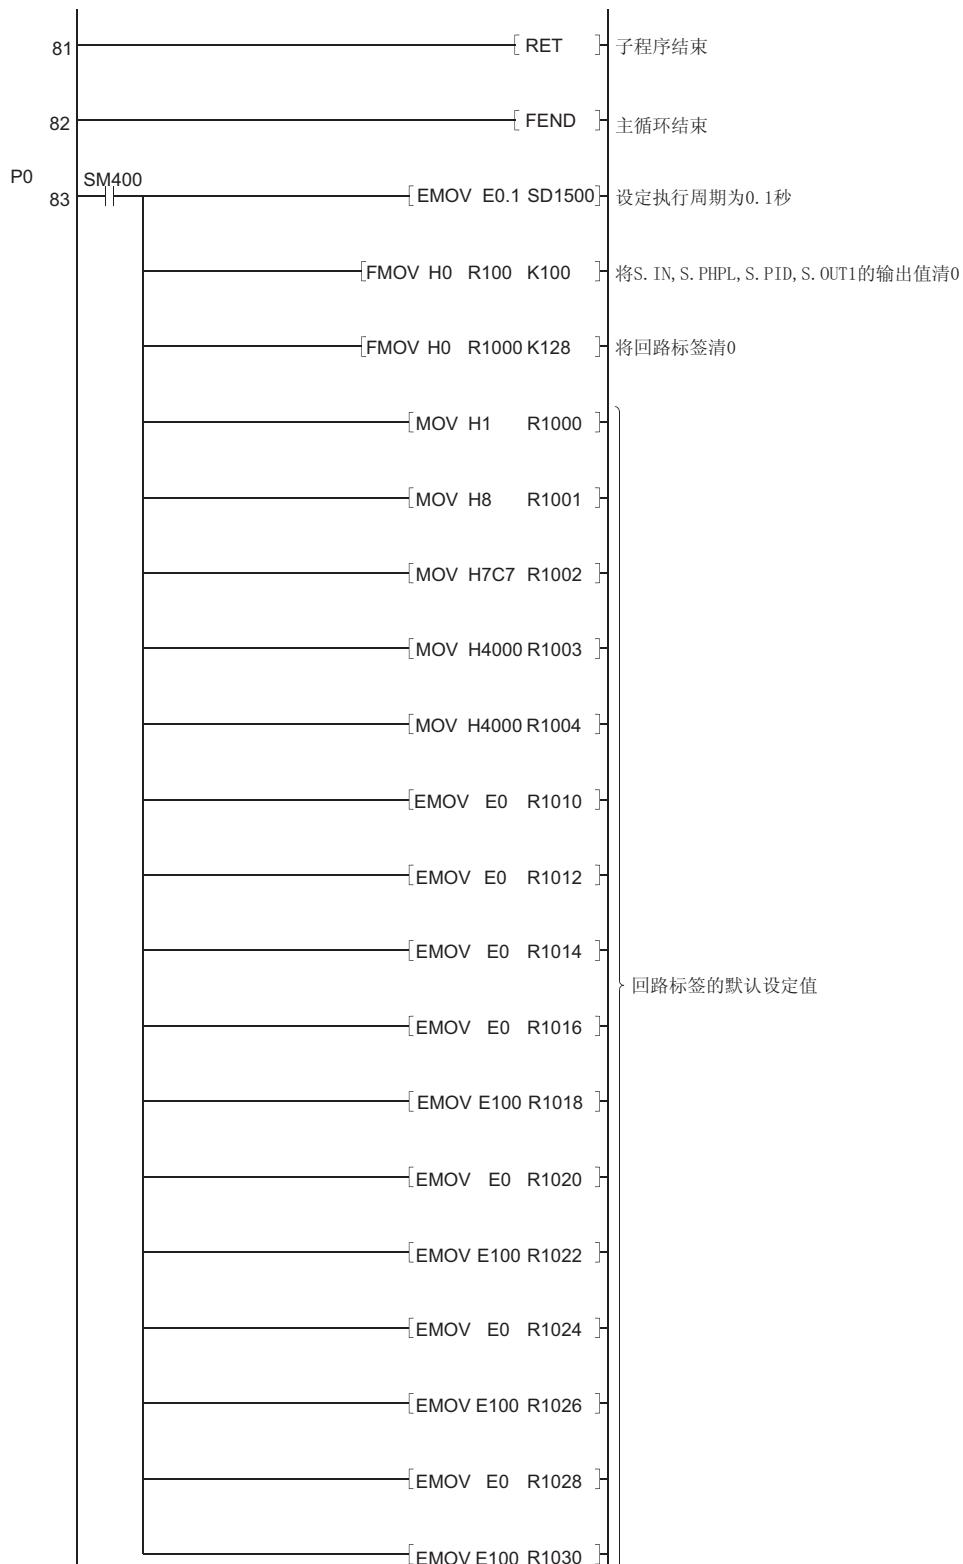 81 [ RET ] 子程序结束
82 [ FEND ] 主循环结束
P0
83 SM400 [ EMOV E0.1 SD1500 ] 设定执行周期为0.1秒
[ FMOV H0 R100 K100 ] 将S.IN,S.PHPL,S.PID,S.OUT1的输出值清0
[ FMOV H0 R1000 K128 ] 将回路标签清0
[ MOV H1 R1000 ]
[ MOV H8 R1001 ]
[ MOV H7C7 R1002 ]
[ MOV H4000 R1003 ]
[ MOV H4000 R1004 ]
[ EMOV E0 R1010 ]
[ EMOV E0 R1012 ]
[ EMOV E0 R1014 ]
回路标签的默认设定值
[ EMOV E0 R1016 ]
[ EMOV E100 R1018 ]
[ EMOV E0 R1020 ]
[ EMOV E100 R1022 ]
[ EMOV E0 R1024 ]
[ EMOV E100 R1026 ]
[ EMOV E0 R1028 ]
[ EMOV E100 R1030 ]